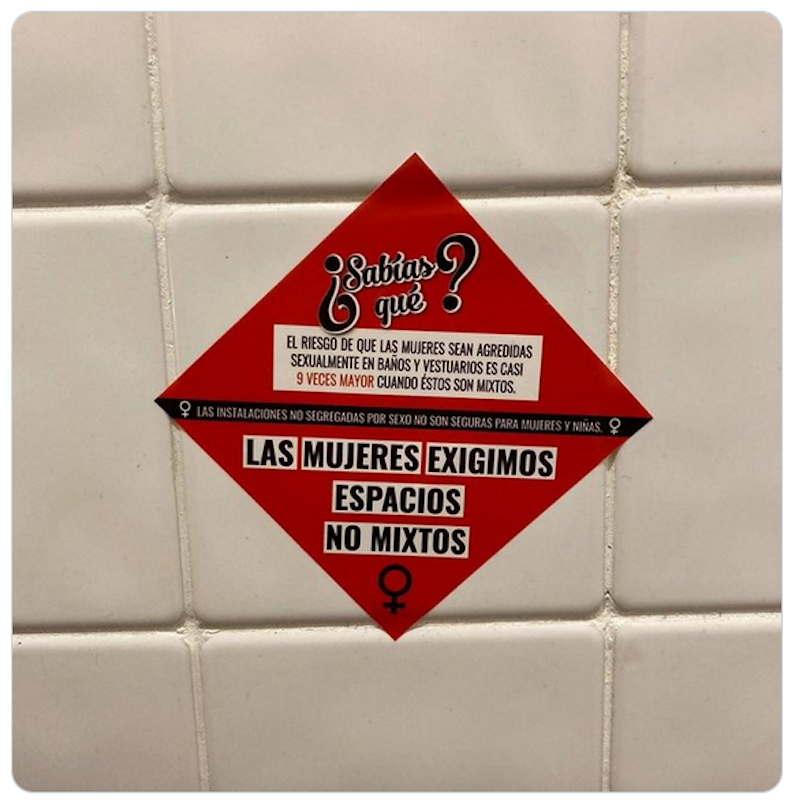 ¿Sabías
qué?
EL RIESGO DE QUE LAS MUJERES SEAN AGREDIDAS
SEXUALMENTE EN BAÑOS Y VESTUARIOS ES CASI
9 VECES MAYOR CUANDO ÉSTOS SON MIXTOS.
LAS INSTALACIONES NO SEGREGADAS POR SEXO NO SON SEGURAS PARA MUJERES Y NIÑAS.
LAS MUJERES EXIGIMOS
ESPACIOS
NO MIXTOS